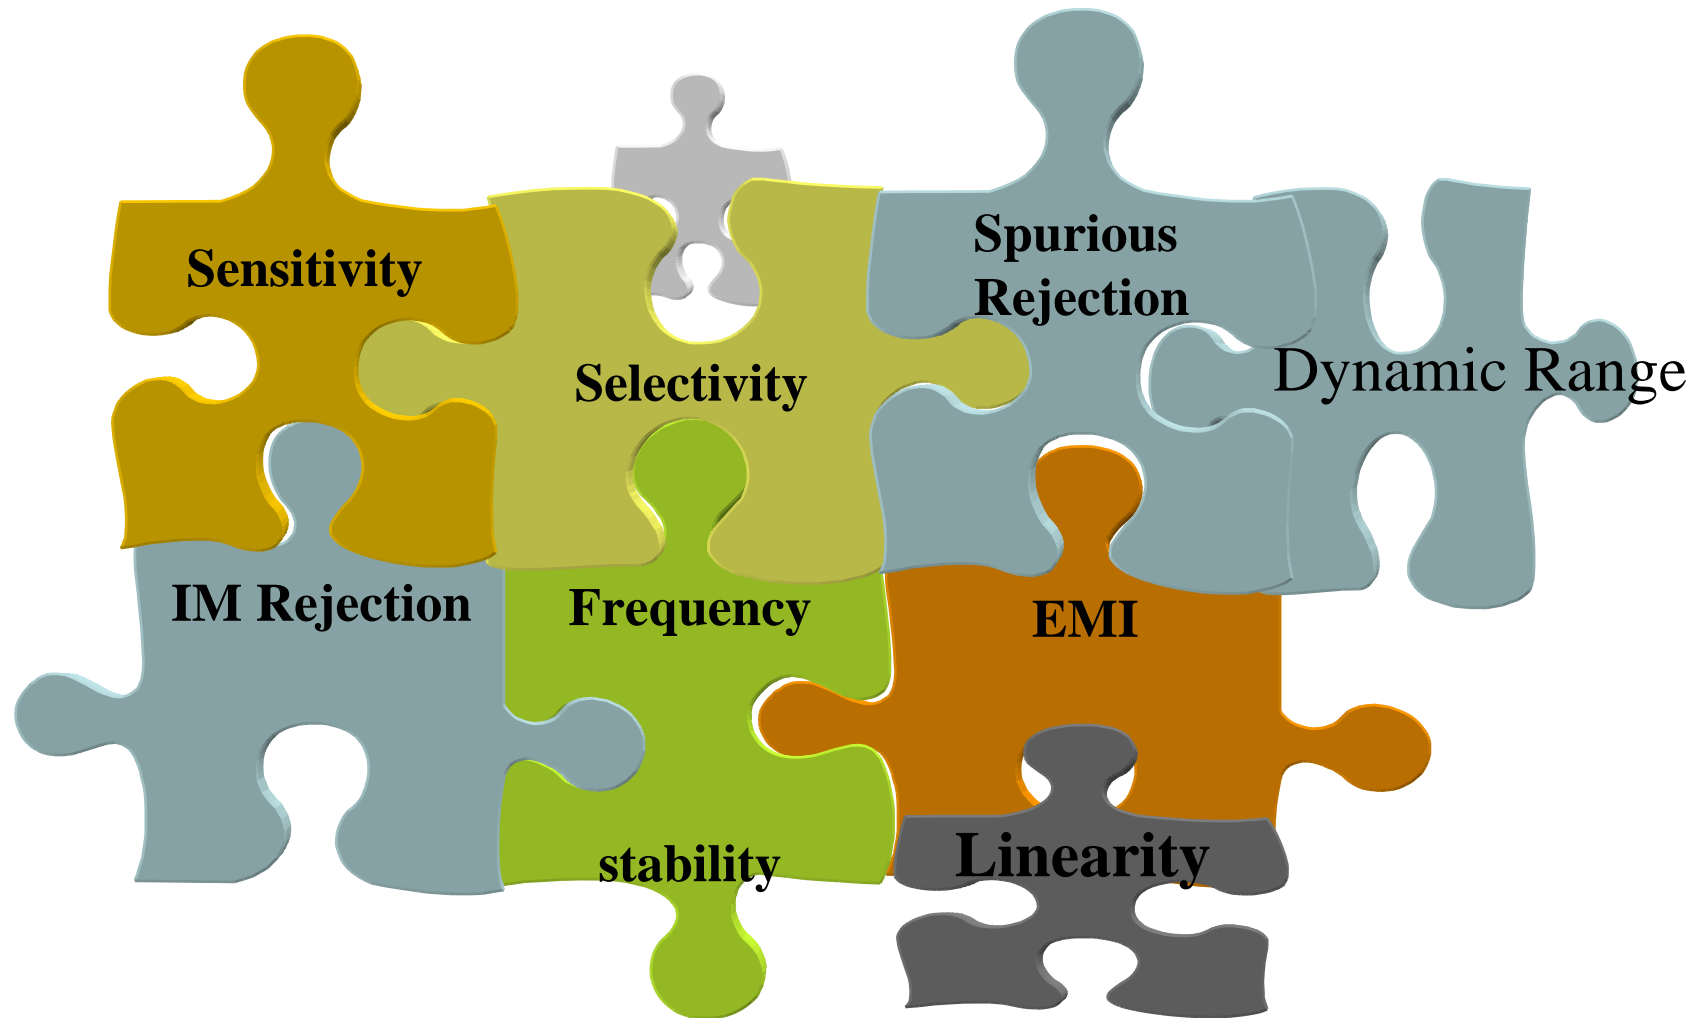 Sensitivity
Selectivity
Spurious
Rejection
Dynamic Range
IM Rejection
Frequency
stability
EMI
Linearity